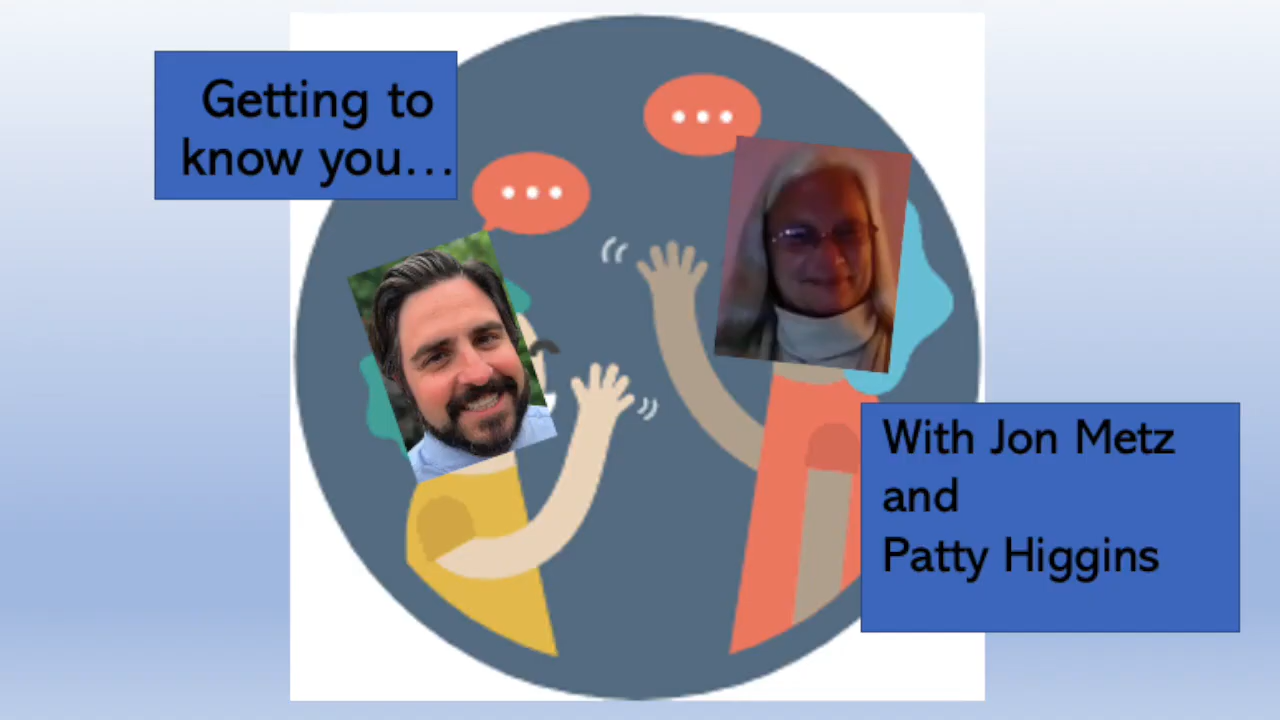 Getting to
know you...
With Jon Metz
and
Patty Higgins